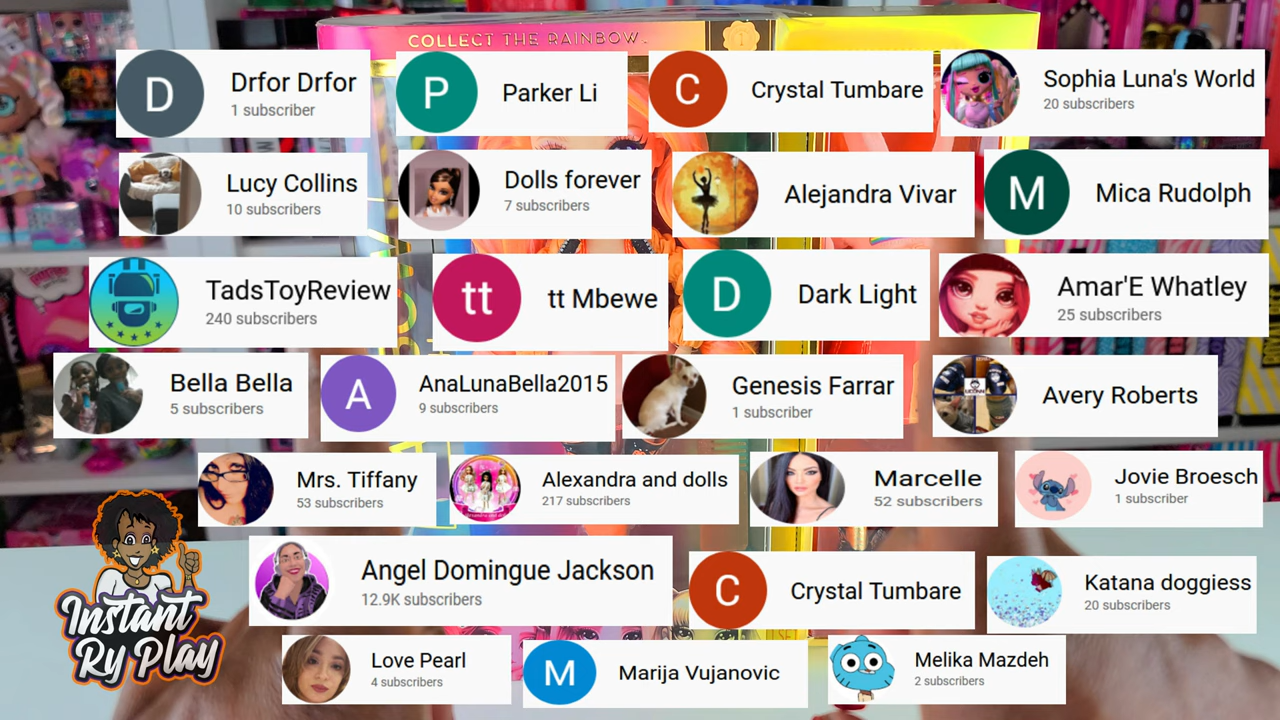 COLLECT THE RAINBOW.
D
Drfor Drfor
1 subscriber
P
Parker Li
C
Crystal Tumbare
Sophia Luna's World
20 subscribers
Lucy Collins
10 subscribers
Dolls forever
7 subscribers
Alejandra Vivar
M
Mica Rudolph
TadsToyReview
240 subscribers
tt
tt Mbewe
D
Dark Light
Amar'E Whatley
25 subscribers
Bella Bella
5 subscribers
A
AnaLunaBella2015
9 subscribers
Genesis Farrar
1 subscriber
UCONN
Avery Roberts
Mrs. Tiffany
53 subscribers
Alexandra and dolls
217 subscribers
Marcelle
52 subscribers
Jovie Broesch
1 subscriber
Angel Domingue Jackson
12.9K subscribers
C
Crystal Tumbare
Katana doggiess
20 subscribers
Instant
Ry Play
Love Pearl
4 subscribers
M
Marija Vujanovic
Melika Mazdeh
2 subscribers